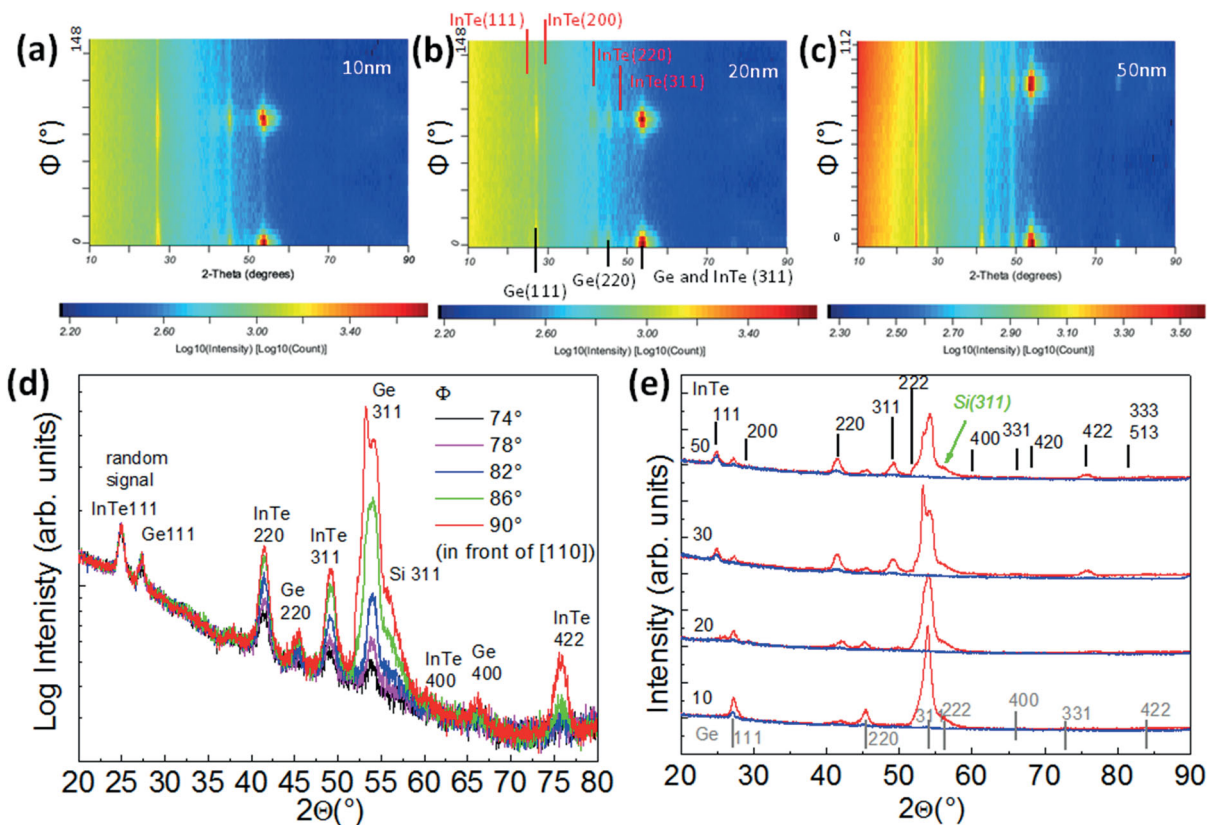 (a)
148
Φ (°)
0
10nm
10 30 50 70 90
2-Theta (degrees)
2.20 2.60 3.00 3.40
Log10(Intensity) [Log10(Count)]
(b)
148
Φ (°)
0
InTe(111)
InTe(200)
InTe(220)
InTe(311)
20nm
10 30 50 70 90
Ge(111)
Ge(220)
Ge and InTe (311)
2.20 2.60 3.00 3.40
Log10(Intensity) [Log10(Count)]
(c)
112
Φ (°)
0
50nm
10 30 50 70 90
2-Theta (degrees)
2.30 2.50 2.70 2.90 3.10 3.30 3.50
Log10(Intensity) [Log10(Count)]
(d)
Log Intenisty (arb. units)
random
signal
InTe111
Ge111
InTe
220
Ge
220
InTe
311
Ge
311
Si 311
InTe
400
Ge
400
InTe
422
Φ
74°
78°
82°
86°
90°
(in front of [110])
20 25 30 35 40 45 50 55 60 65 70 75 80
2Θ(°)
(e)
Intensity (arb. units)
InTe
111
200
220
311
222
Si(311)
400
331
420
422
333
513
50
30
20
10
Ge
111
220
311
222
400
331
422
20 30 40 50 60 70 80 90
2Θ(°)